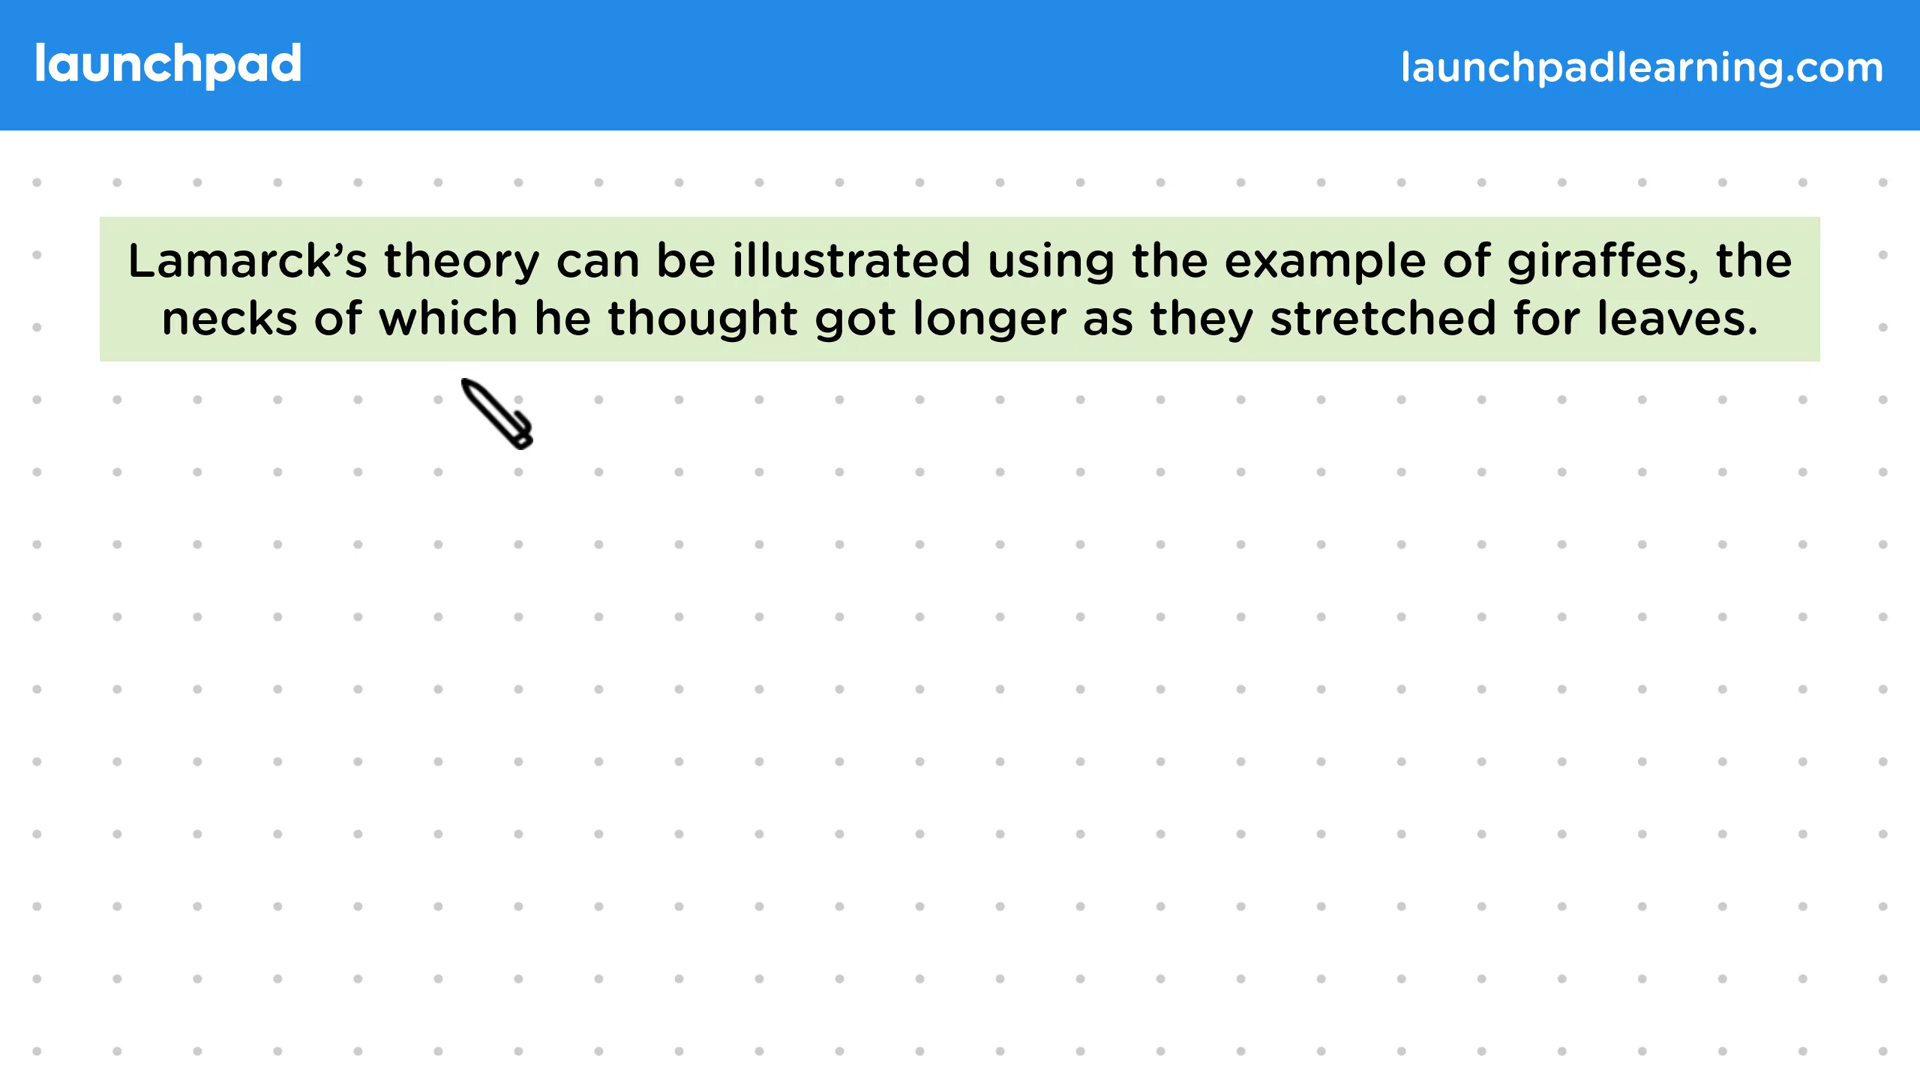 launchpad
launchpadlearning.com
Lamarck’s theory can be illustrated using the example of giraffes, the
necks of which he thought got longer as they stretched for leaves.